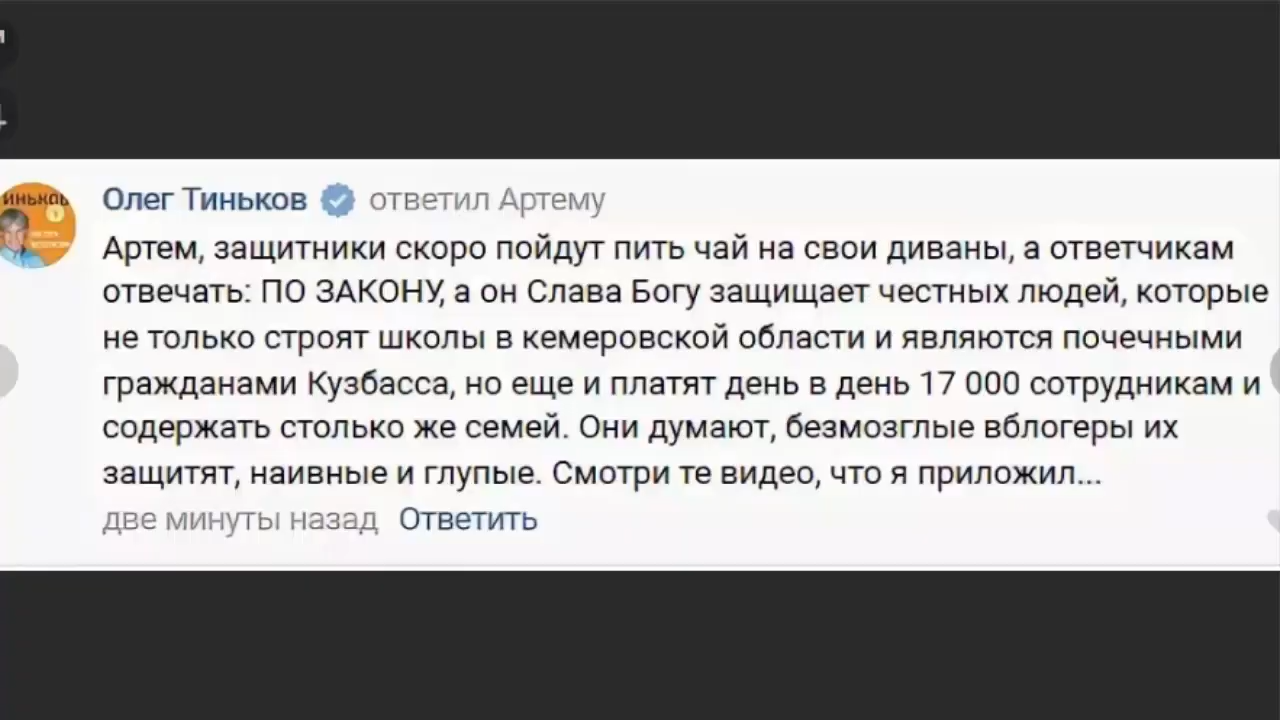 инькоь
Олег Тиньков ответил Артему
Артем, защитники скоро пойдут пить чай на свои диваны, а ответчикам
отвечать: ПО ЗАКОНУ, а он Слава Богу защищает честных людей, которые
не только строят школы в кемеровской области и являются почечными
гражданами Кузбасса, но еще и платят день в день 17 000 сотрудникам и
содержать столько же семей. Они думают, безмозглые вблогеры их
защитят, наивные и глупые. Смотри те видео, что я приложил...
две минуты назад Ответить